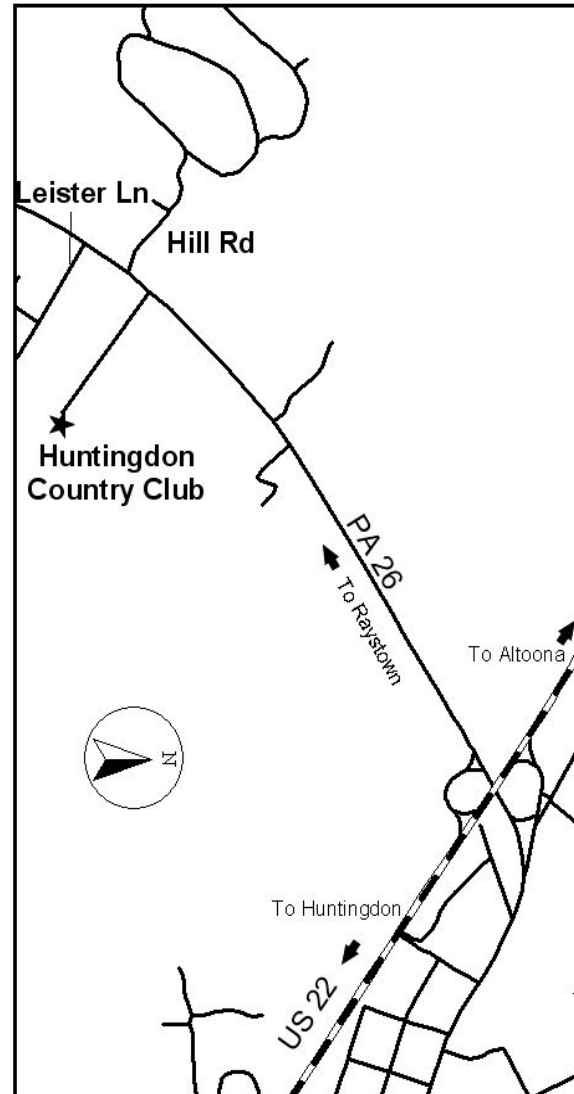 Leister Ln
Hill Rd
Huntingdon
Country Club
PA 26
To Raystown
To Altoona
N
To Huntingdon
US 22